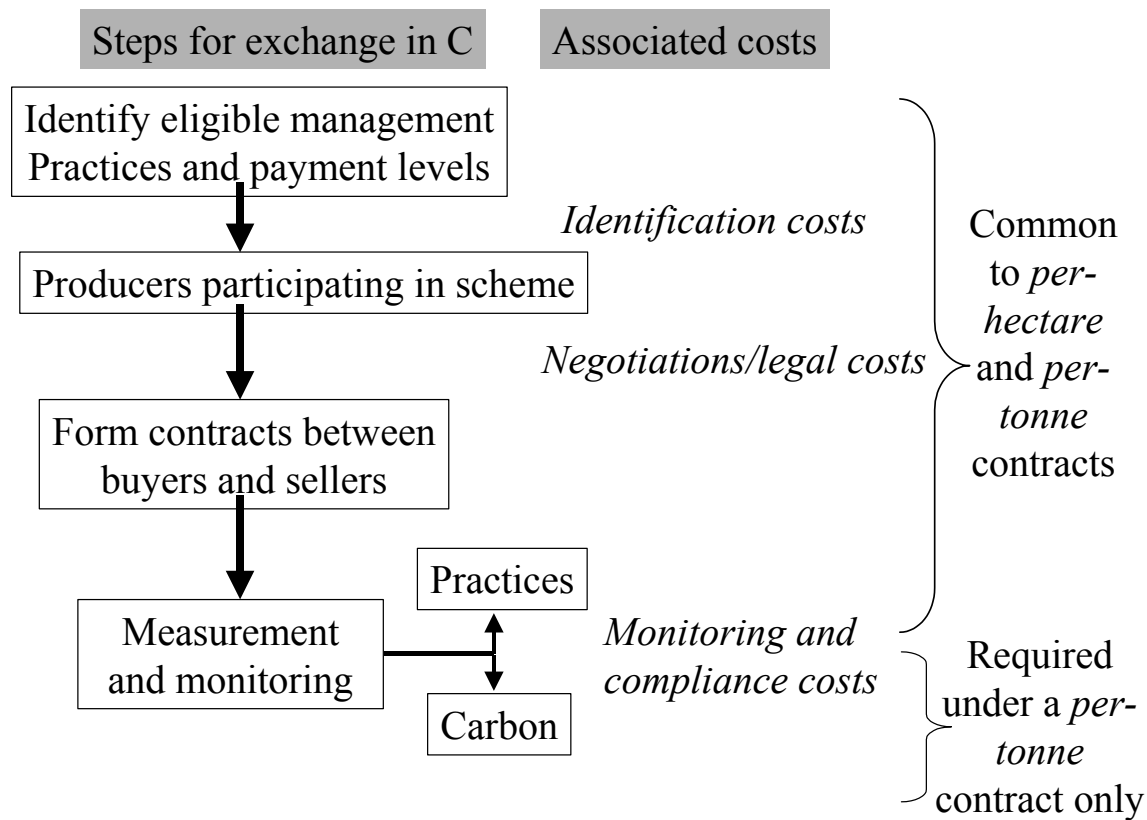 Steps for exchange in C
Associated costs
Identify eligible management
Practices and payment levels
Identification costs
Producers participating in scheme
Negotiations/legal costs
Form contracts between
buyers and sellers
Common
to per-
hectare
and per-
tonne
contracts
Measurement
and monitoring
Practices
Carbon
Monitoring and
compliance costs
Required
under a per-
tonne
contract only